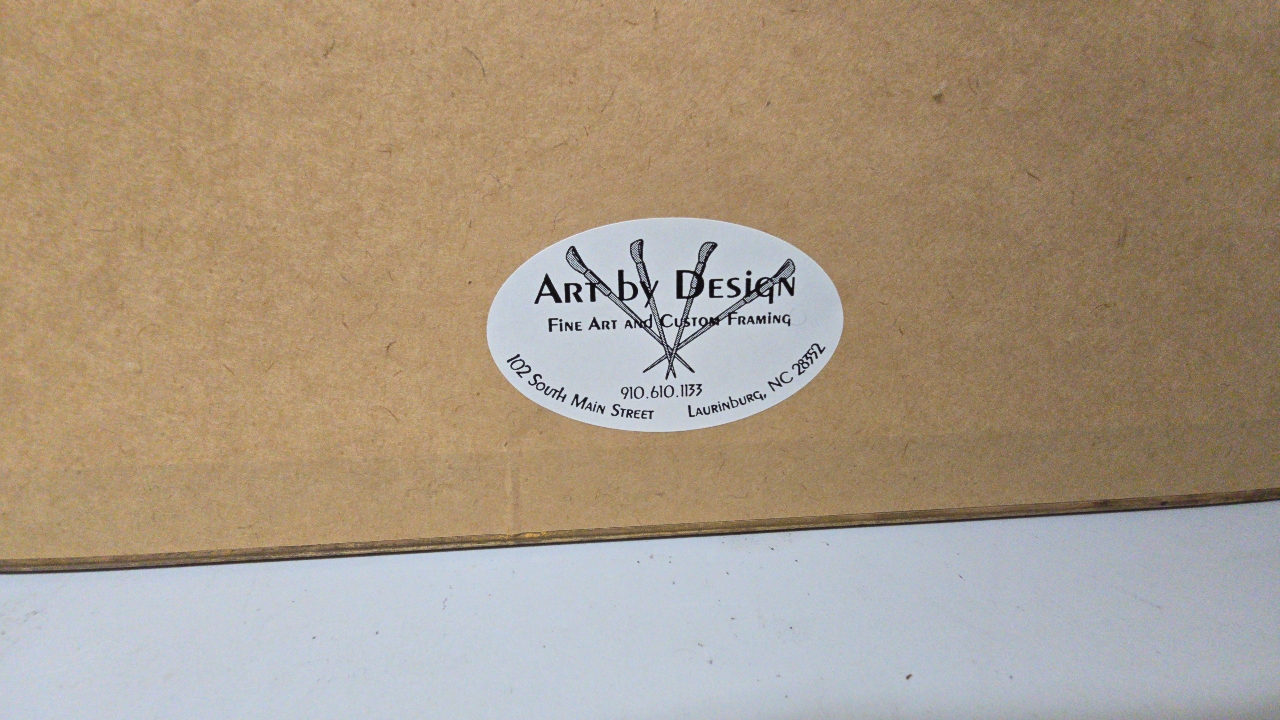 Art by Design
Fine Art and Custom Framing
910.610.1133
102 South Main Street Laurinburg, NC 28352